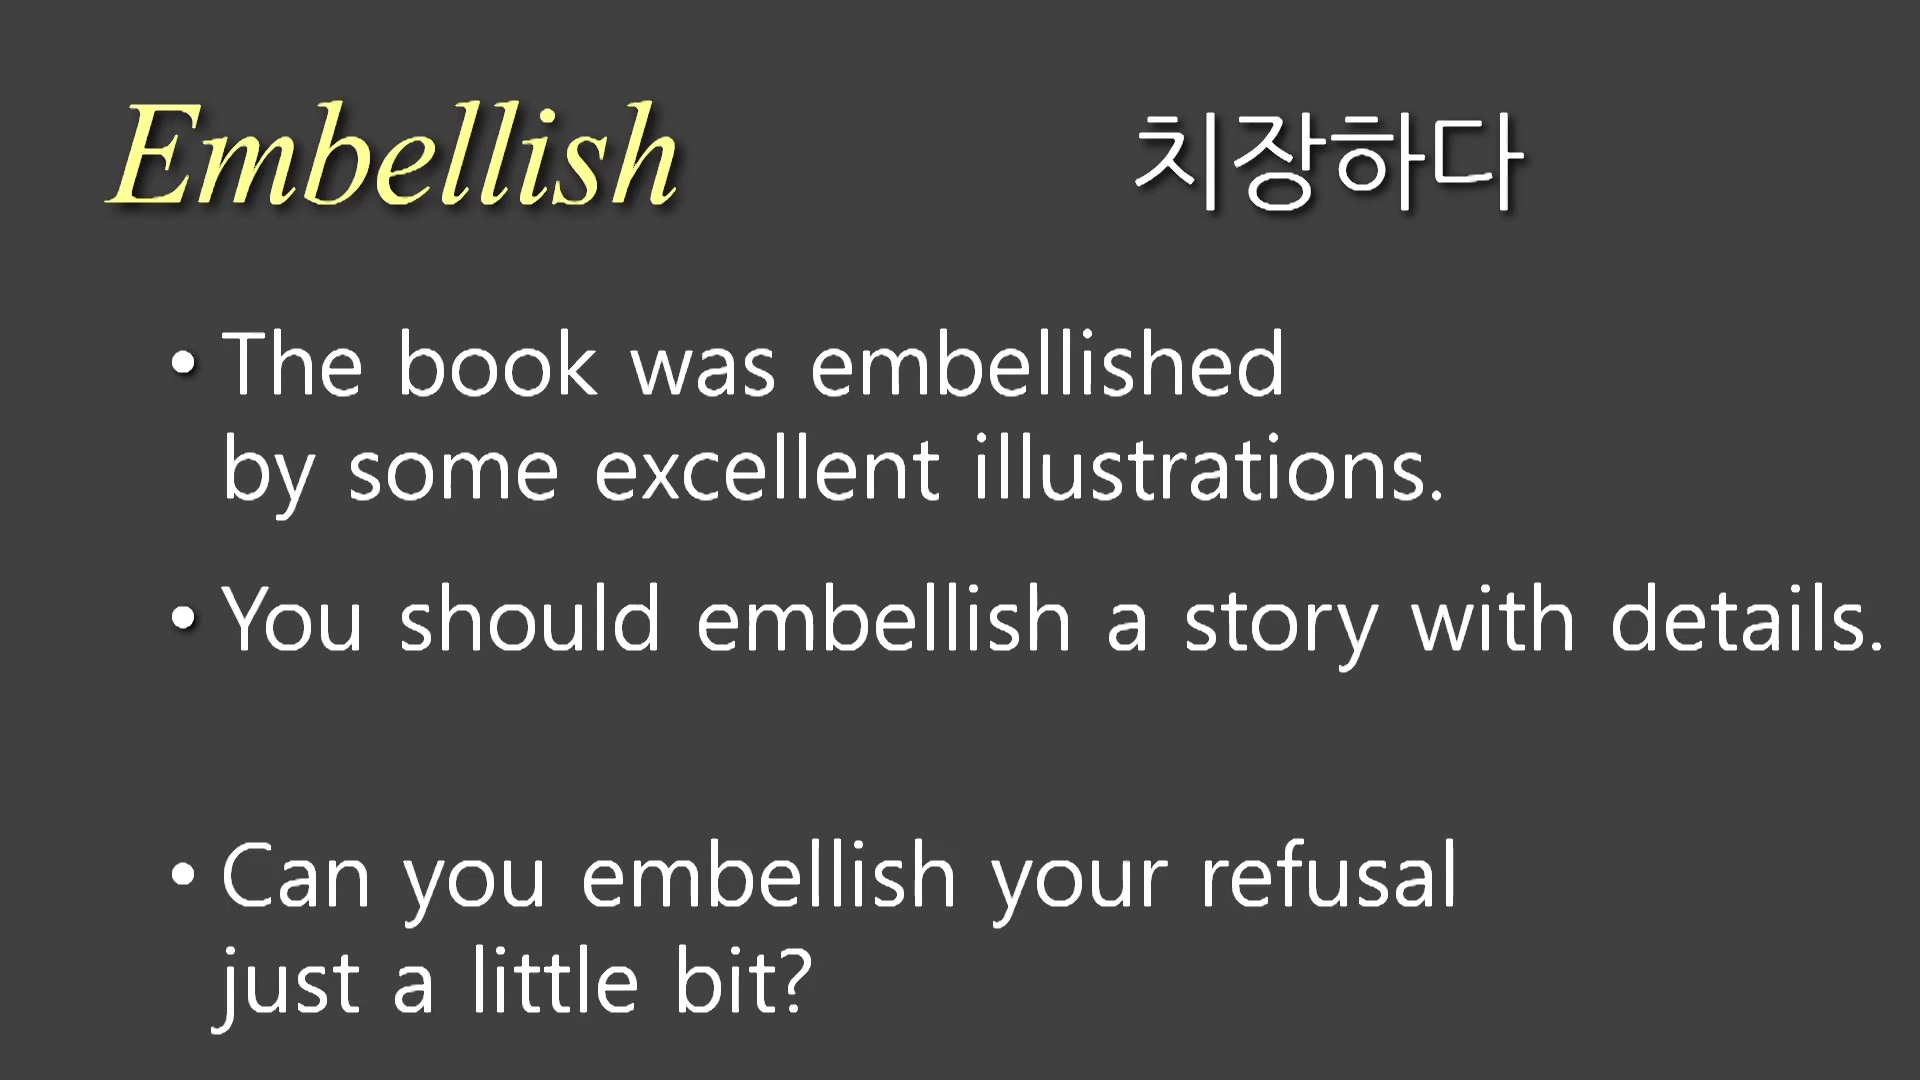 Embellish 치장하다
• The book was embellished
by some excellent illustrations.
• You should embellish a story with details.
• Can you embellish your refusal
just a little bit?